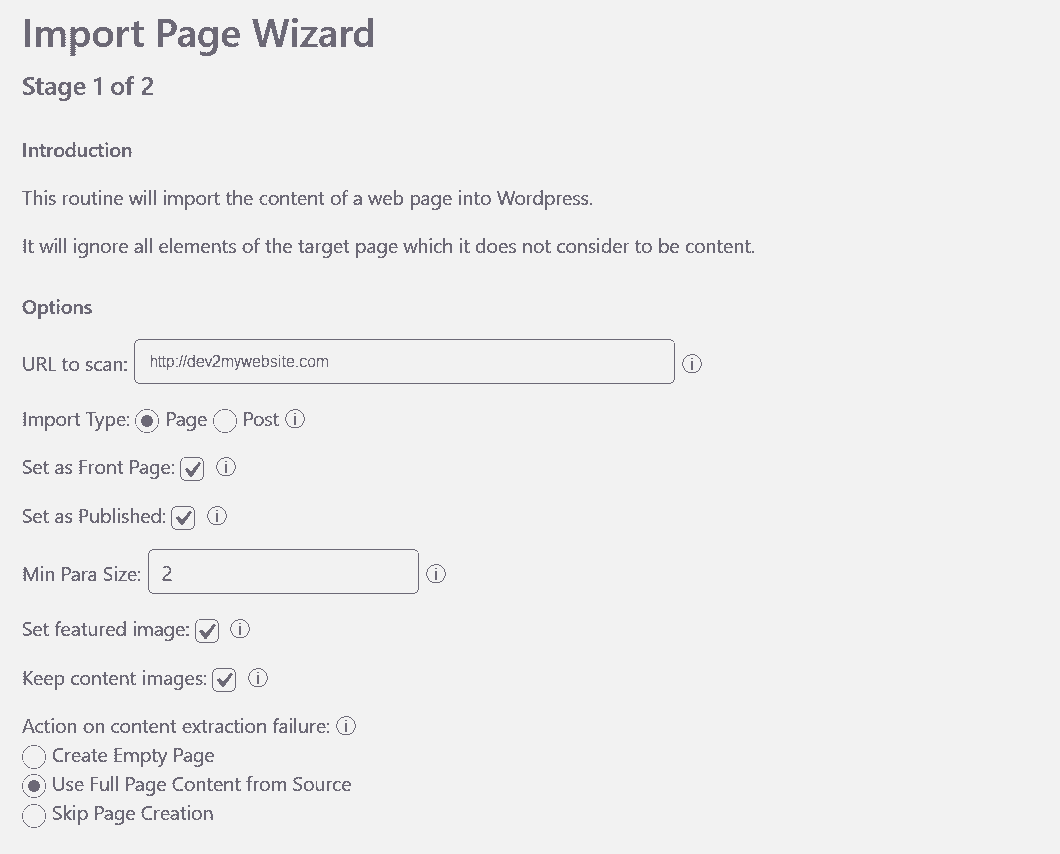 Import Page Wizard
Stage 1 of 2
Introduction
This routine will import the content of a web page into Wordpress.
It will ignore all elements of the target page which it does not consider to be content.
Options
URL to scan: http://dev2mywebsite.com
Import Type: Page Post
Set as Front Page:
Set as Published:
Min Para Size: 2
Set featured image:
Keep content images:
Action on content extraction failure:
Create Empty Page
Use Full Page Content from Source
Skip Page Creation